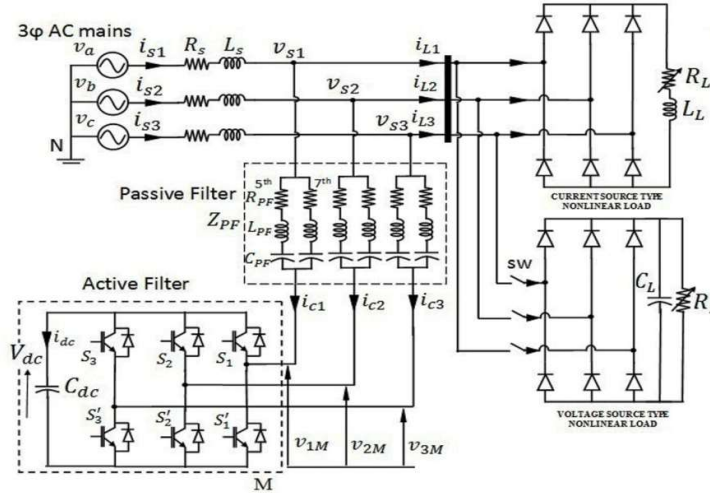 3φ AC mains
v_a
v_b
v_c
N
i_s1
i_s2
i_s3
R_s
L_s
v_s1
v_s2
v_s3
i_L1
i_L2
i_L3
R_L
L_L
CURRENT SOURCE TYPE
NONLINEAR LOAD
Passive Filter
Z_PF
5th
7th
R_PF
L_PF
C_PF
i_c1
i_c2
i_c3
SW
C_L
VOLTAGE SOURCE TYPE
NONLINEAR LOAD
Active Filter
V_dc
i_dc
C_dc
S_3
S_2
S_1
S'_3
S'_2
S'_1
v_1M
v_2M
v_3M
M